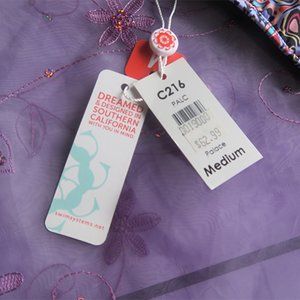 DREAMED
& DESIGNED IN
SOUTHERN
CALIFORNIA
WITH YOU IN MIND.
swimsystems.net
C216
PALC
$62.99
Palace
Medium